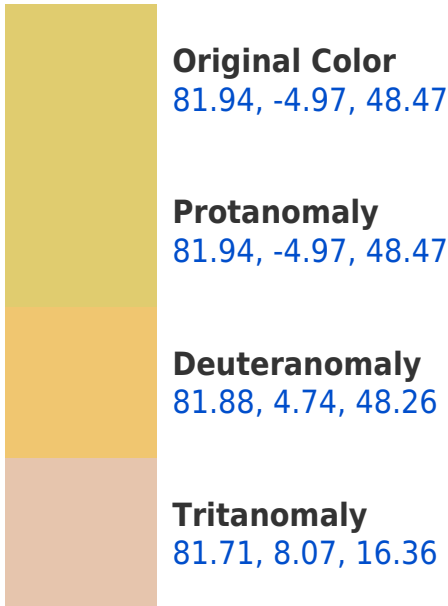 Original Color
81.94, -4.97, 48.47
Protanomaly
81.94, -4.97, 48.47
Deuteranomaly
81.88, 4.74, 48.26
Tritanomaly
81.71, 8.07, 16.36